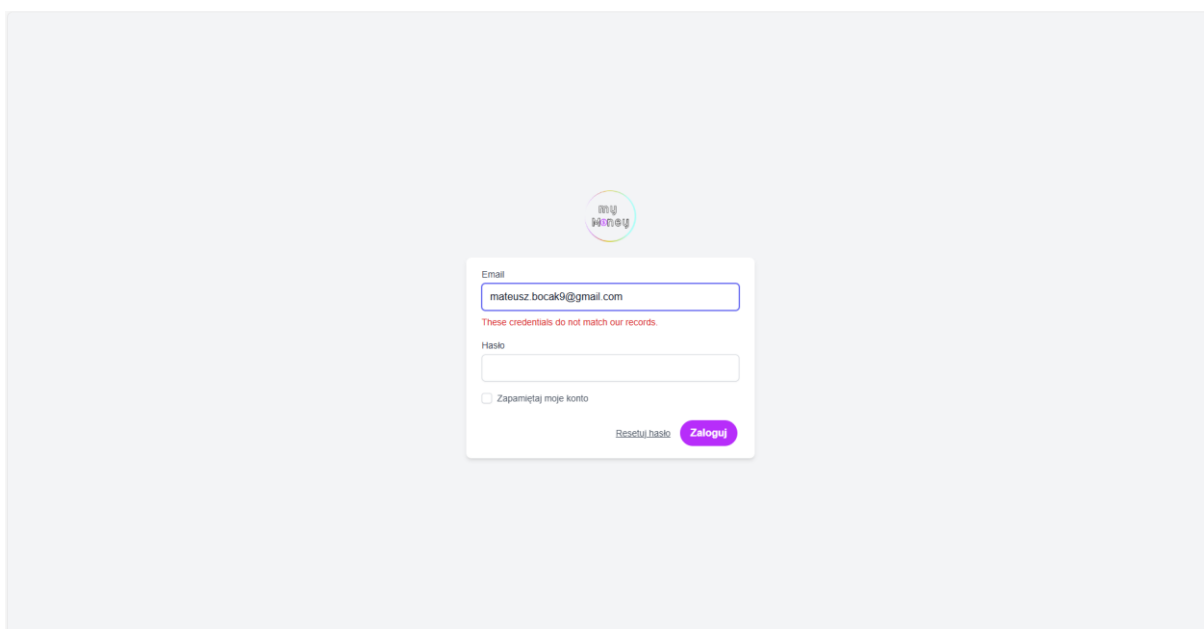 my
Money
Email
mateusz.bocak9@gmail.com
These credentials do not match our records.
Hasło
Zapamiętaj moje konto
Resetuj hasło
Zaloguj